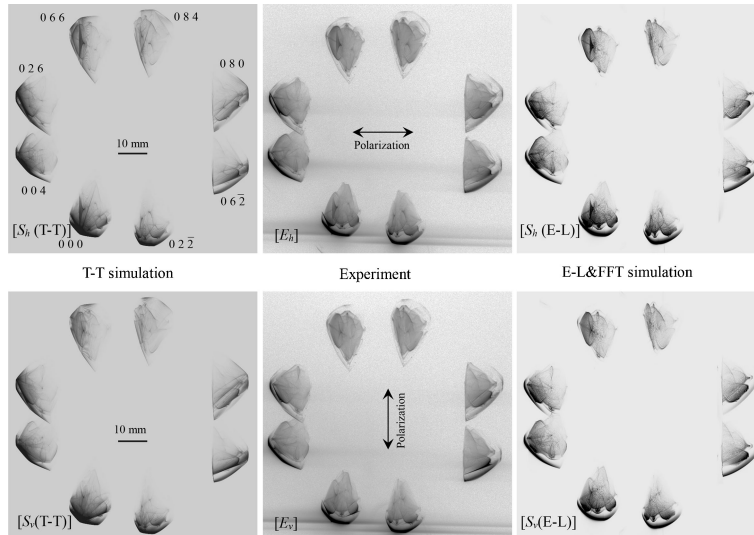 0 6 6
0 8 4
0 2 6
0 8 0
10 mm
Polarization
0 0 4
0 6 2̅
[Sh (T-T)]
[Eh]
[Sh (E-L)]
0 0 0
0 2 2̅
T-T simulation
Experiment
E-L&FFT simulation
10 mm
Polarization
[Sv(T-T)]
[Ev]
[Sv(E-L)]